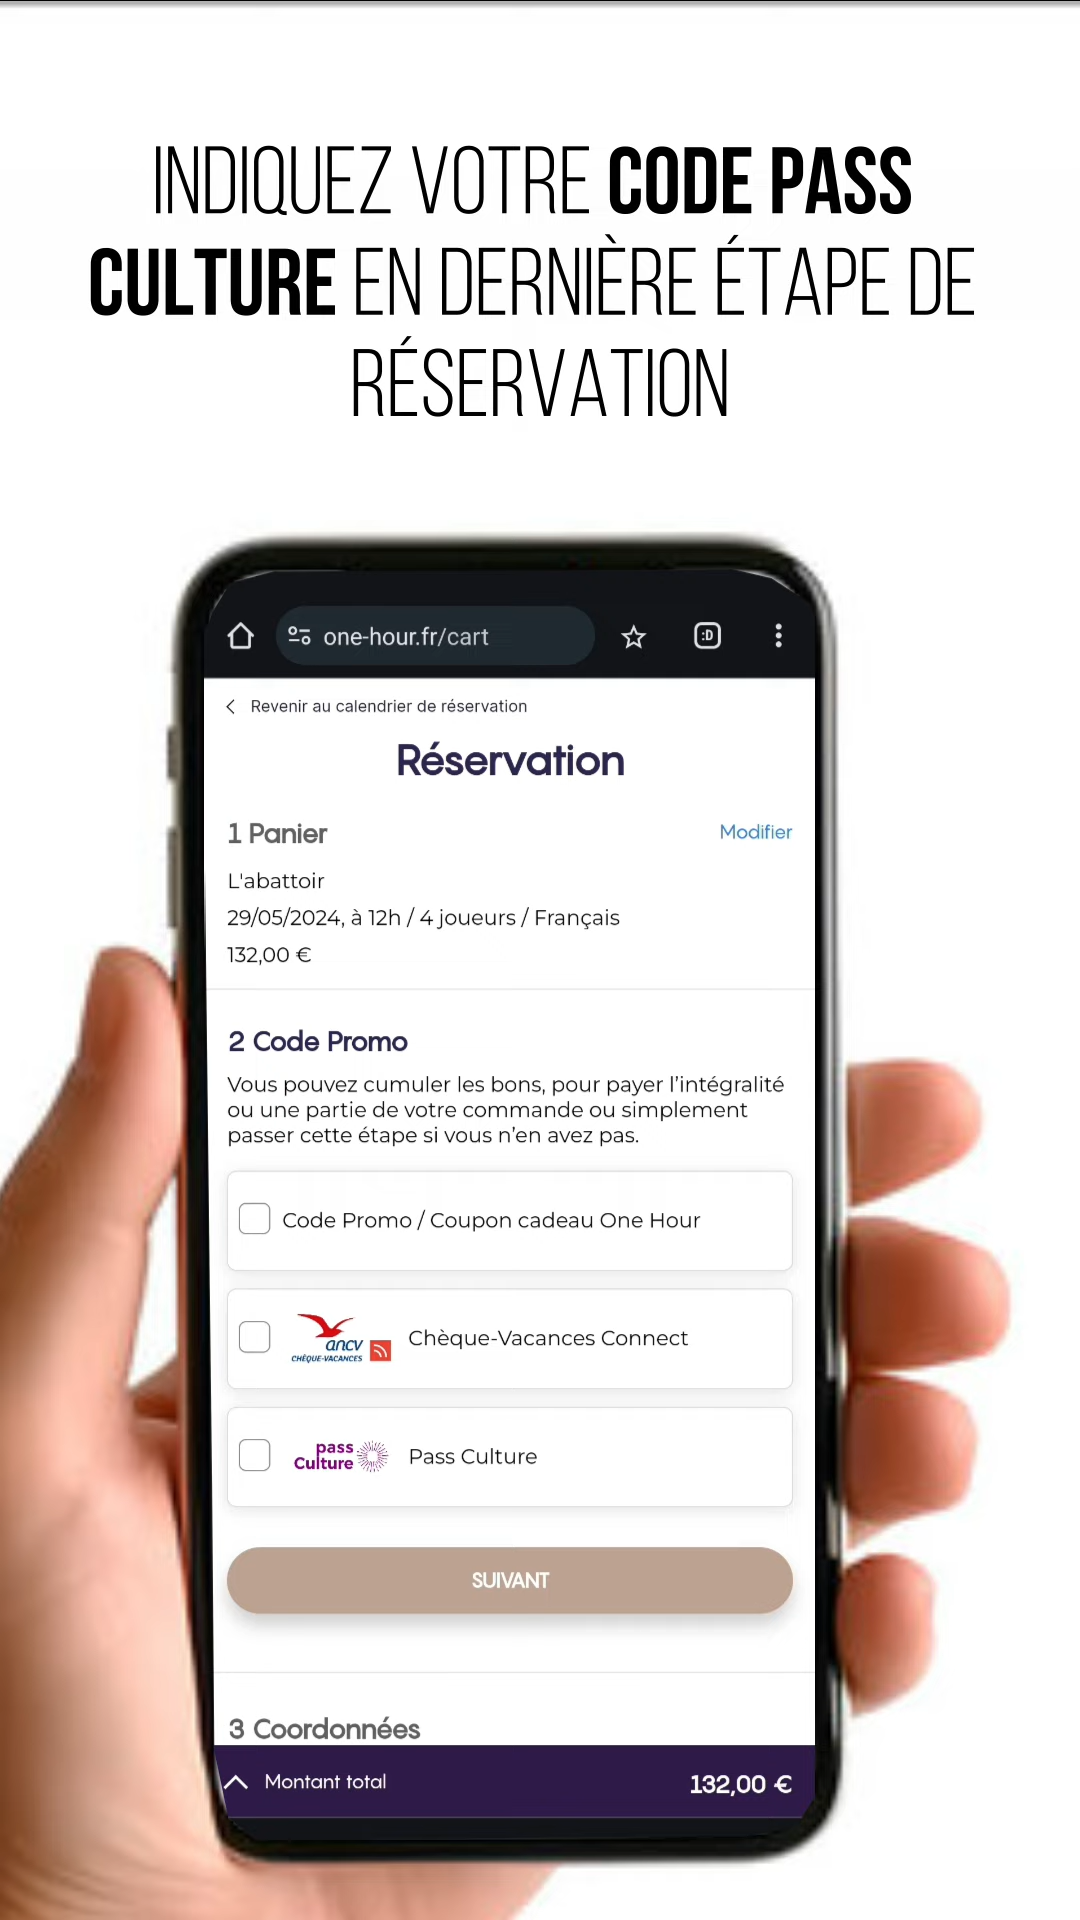 INDIQUEZ VOTRE CODE PASS
CULTURE EN DERNIÈRE ÉTAPE DE
RÉSERVATION
one-hour.fr/cart
:D
Revenir au calendrier de réservation
Réservation
1 Panier
Modifier
L'abattoir
29/05/2024, à 12h / 4 joueurs / Français
132,00 €
2 Code Promo
Vous pouvez cumuler les bons, pour payer l’intégralité
ou une partie de votre commande ou simplement
passer cette étape si vous n’en avez pas.
Code Promo / Coupon cadeau One Hour
ancv
CHÈQUE-VACANCES
Chèque-Vacances Connect
pass
Culture
Pass Culture
SUIVANT
3 Coordonnées
Montant total
132,00 €